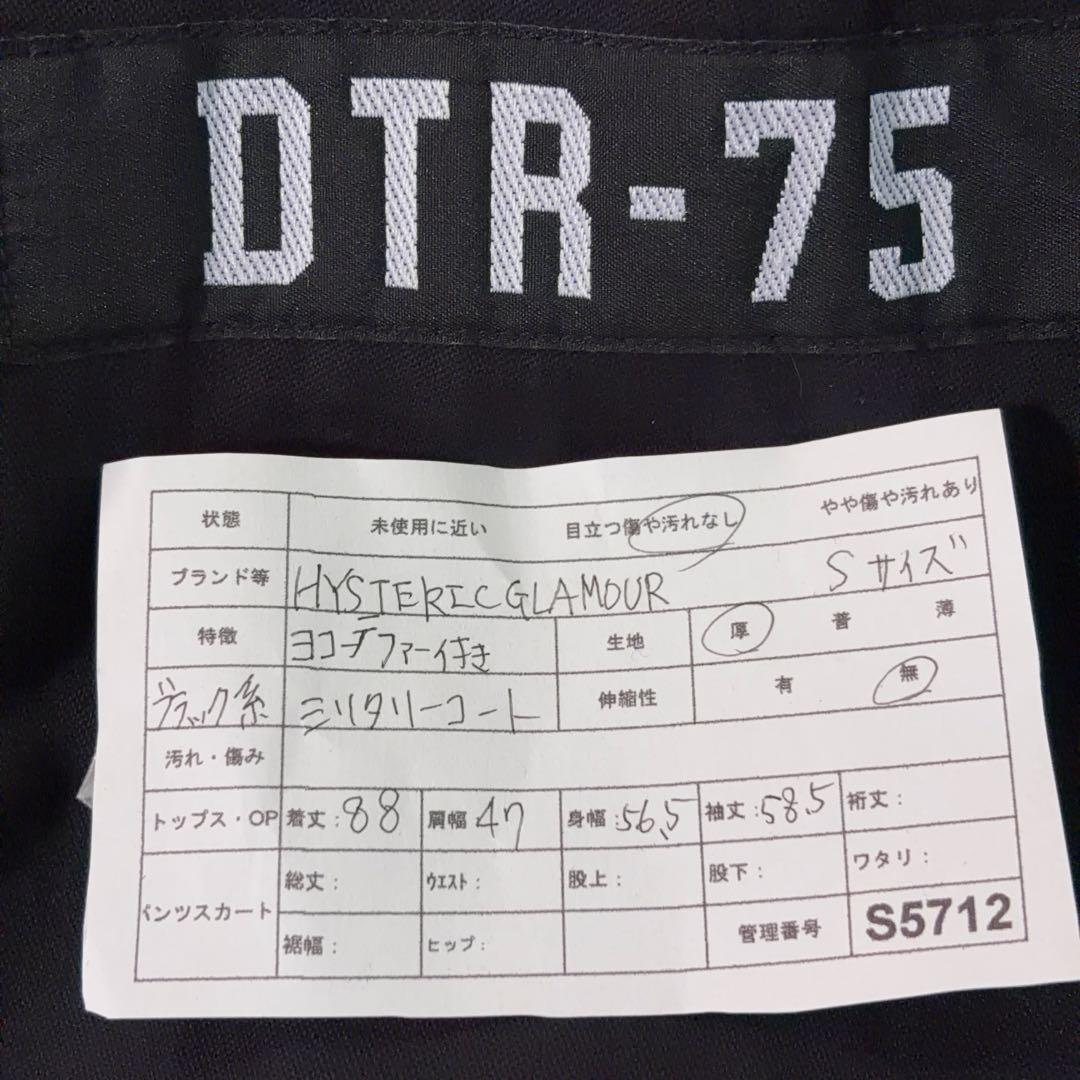 DTR-75
状態 未使用に近い 目立つ傷や汚れなし やや傷や汚れあり
ブランド等 HYSTERIC GLAMOUR Sサイズ
特徴 ファー付き 生地 厚 普 薄
ブラック系 ミリタリーコート 伸縮性 有 無
汚れ・傷み
トップス・OP 着丈:88 肩幅:47 身幅:56.5 袖丈:58.5 裄丈:
パンツスカート 総丈: ウエスト: 股上: 股下: ワタリ:
裾幅: ヒップ: 管理番号 S5712